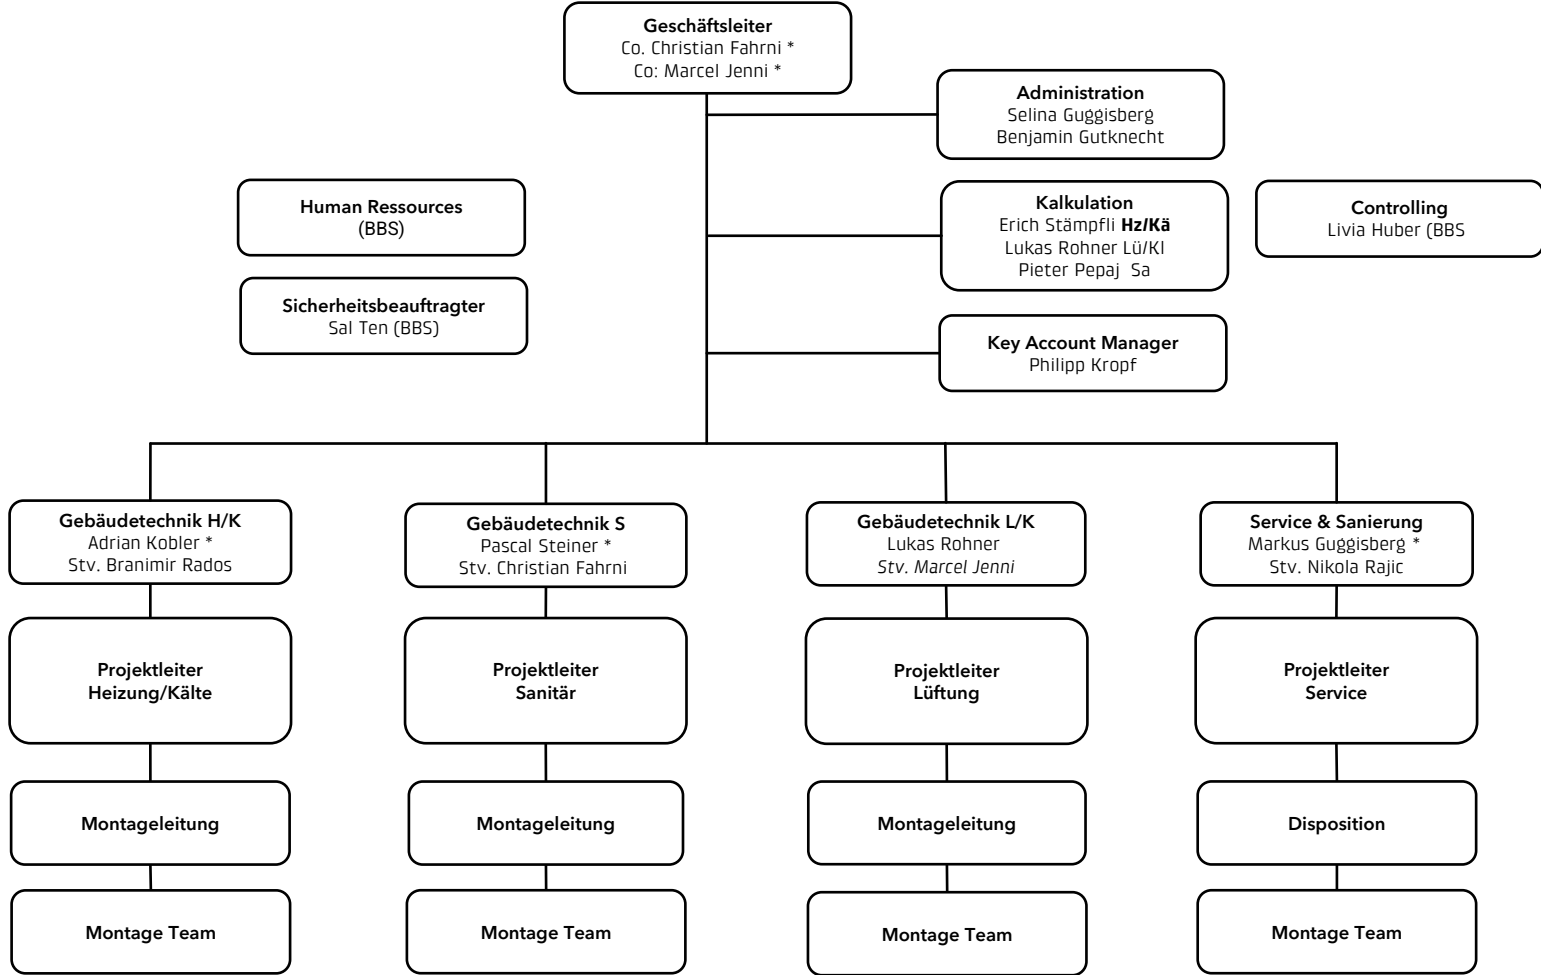 Geschäftsleiter
Co. Christian Fahrni *
Co: Marcel Jenni *
Administration
Selina Guggisberg
Benjamin Gutknecht
Human Ressources
(BBS)
Kalkulation
Erich Stämpfli Hz/Kä
Lukas Rohner Lü/Kl
Pieter Pepaj Sa
Controlling
Livia Huber (BBS
Sicherheitsbeauftragter
Sal Ten (BBS)
Key Account Manager
Philipp Kropf
Gebäudetechnik H/K
Adrian Kobler *
Stv. Branimir Rados
Gebäudetechnik S
Pascal Steiner *
Stv. Christian Fahrni
Gebäudetechnik L/K
Lukas Rohner
Stv. Marcel Jenni
Service & Sanierung
Markus Guggisberg *
Stv. Nikola Rajic
Projektleiter
Heizung/Kälte
Projektleiter
Sanitär
Projektleiter
Lüftung
Projektleiter
Service
Montageleitung
Montageleitung
Montageleitung
Disposition
Montage Team
Montage Team
Montage Team
Montage Team